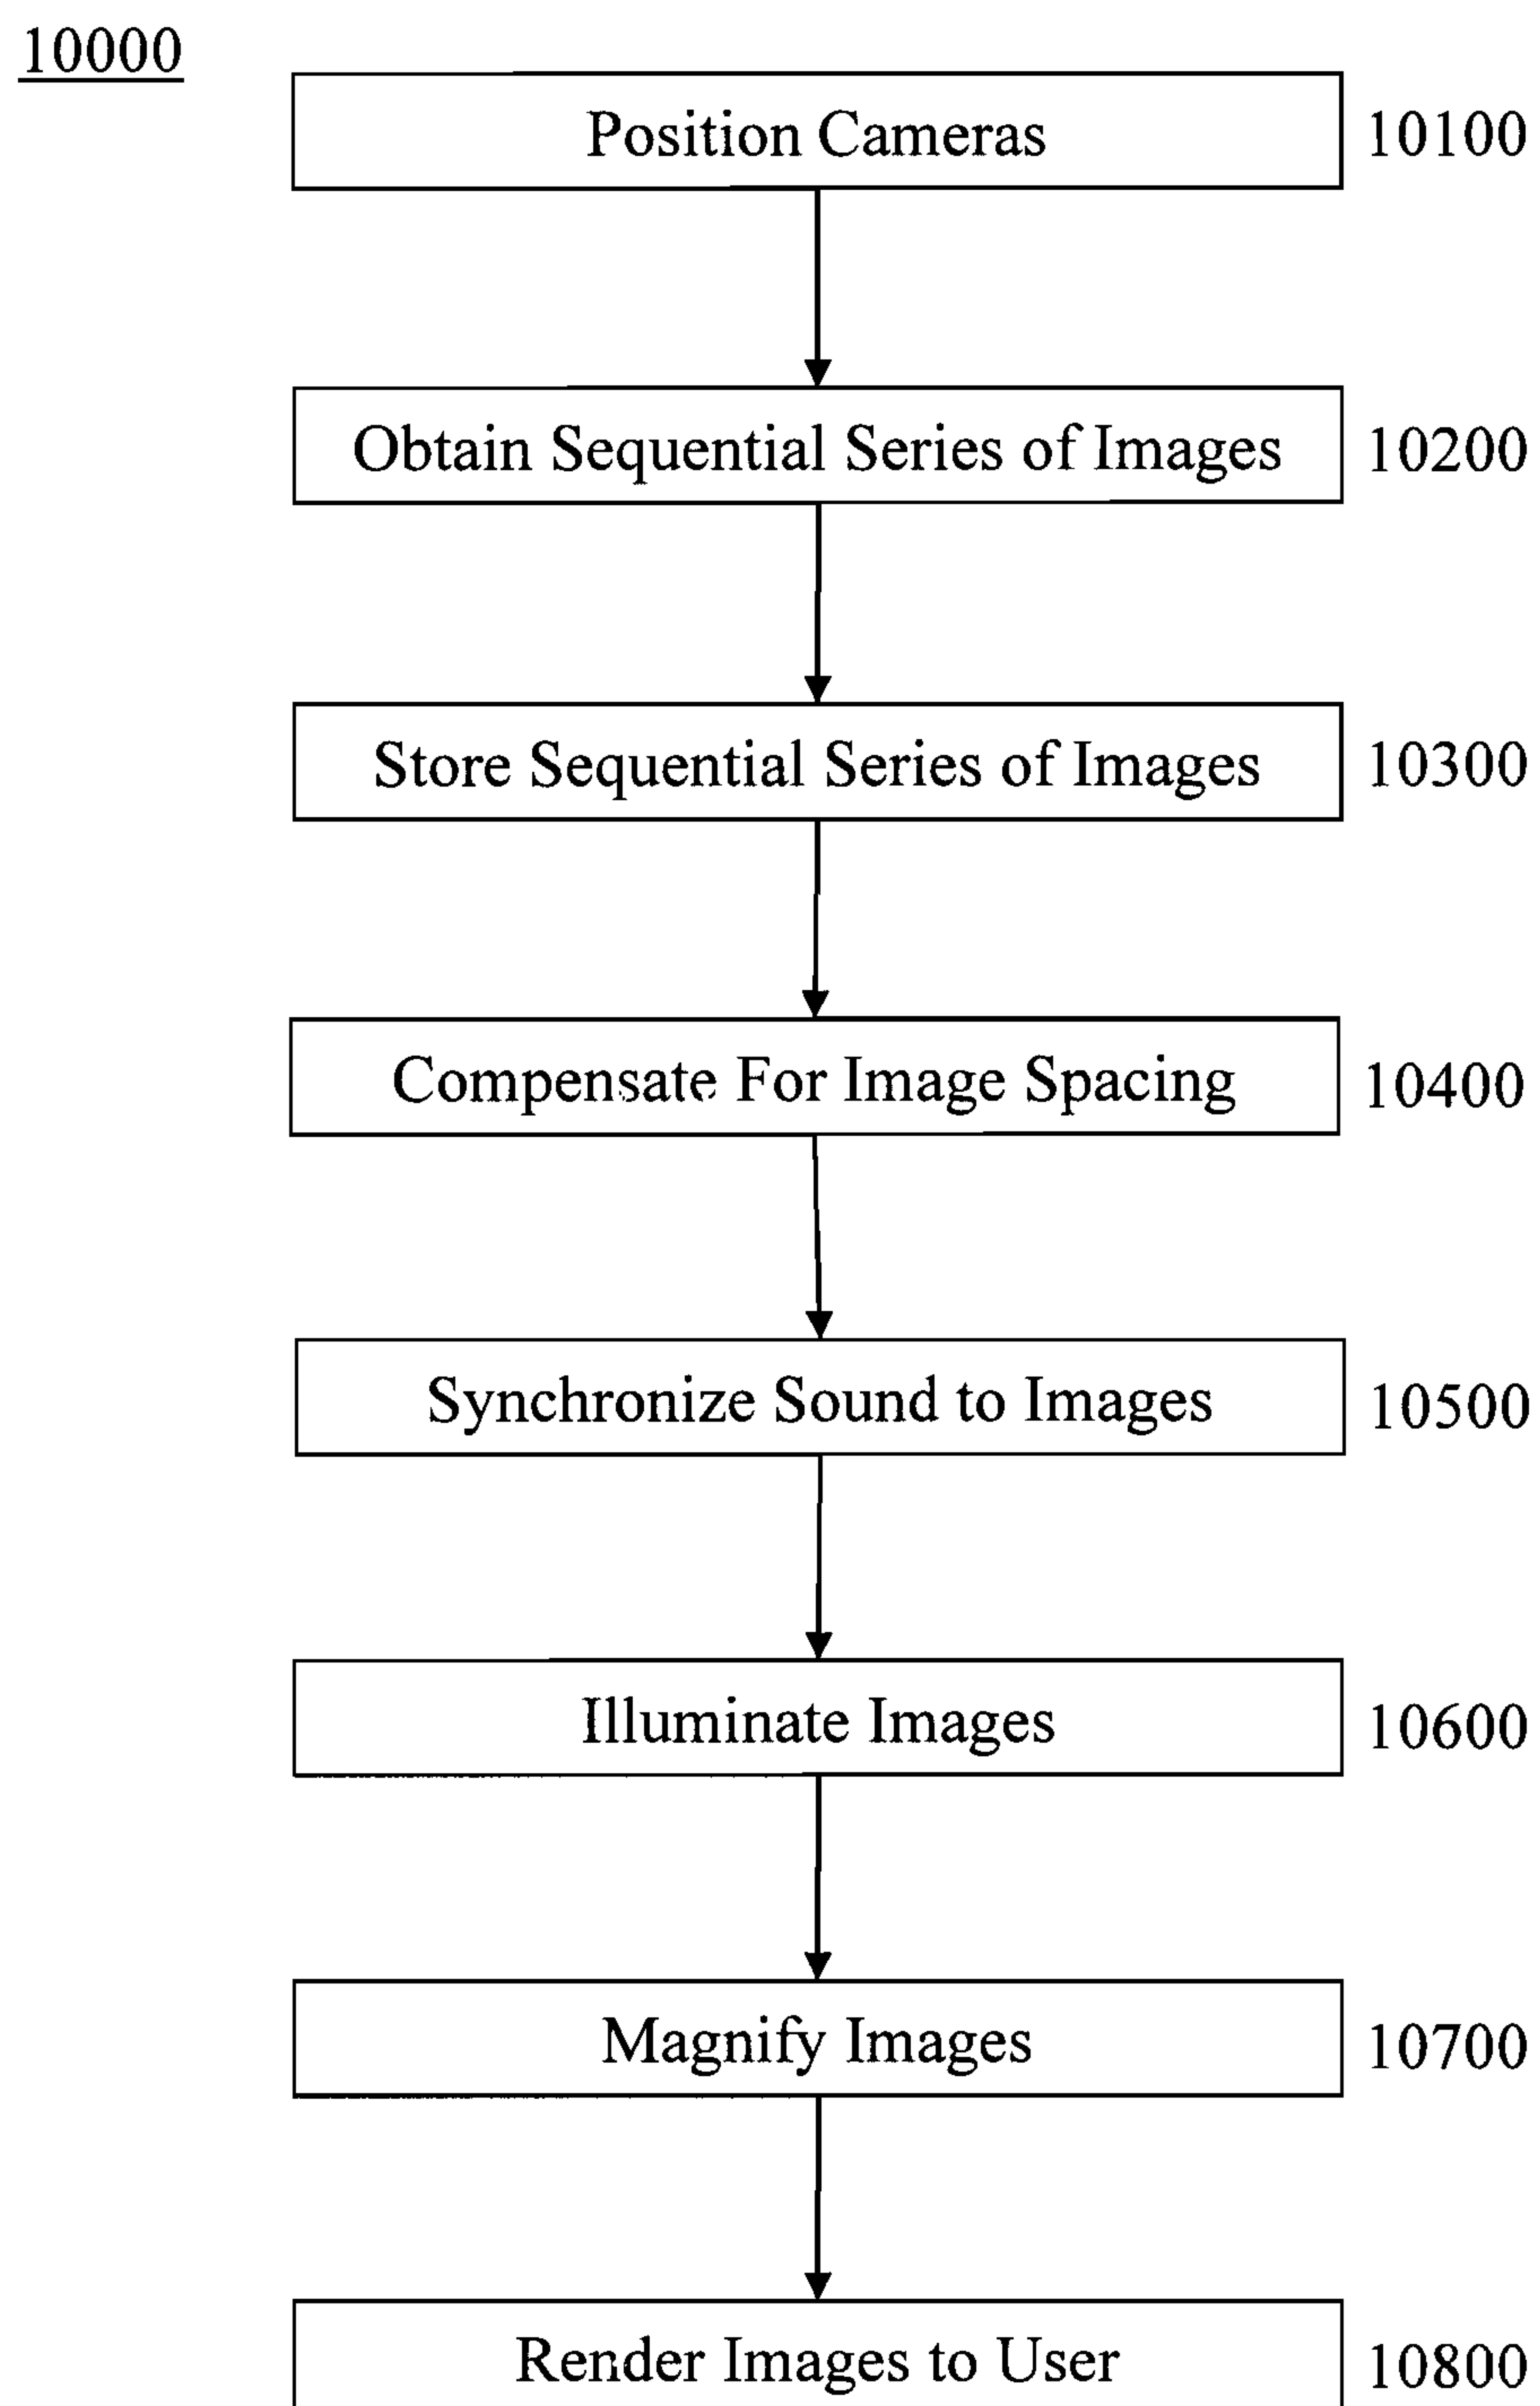 10000
Position Cameras 10100
Obtain Sequential Series of Images 10200
Store Sequential Series of Images 10300
Compensate For Image Spacing 10400
Synchronize Sound to Images 10500
Illuminate Images 10600
Magnify Images 10700
Render Images to User 10800